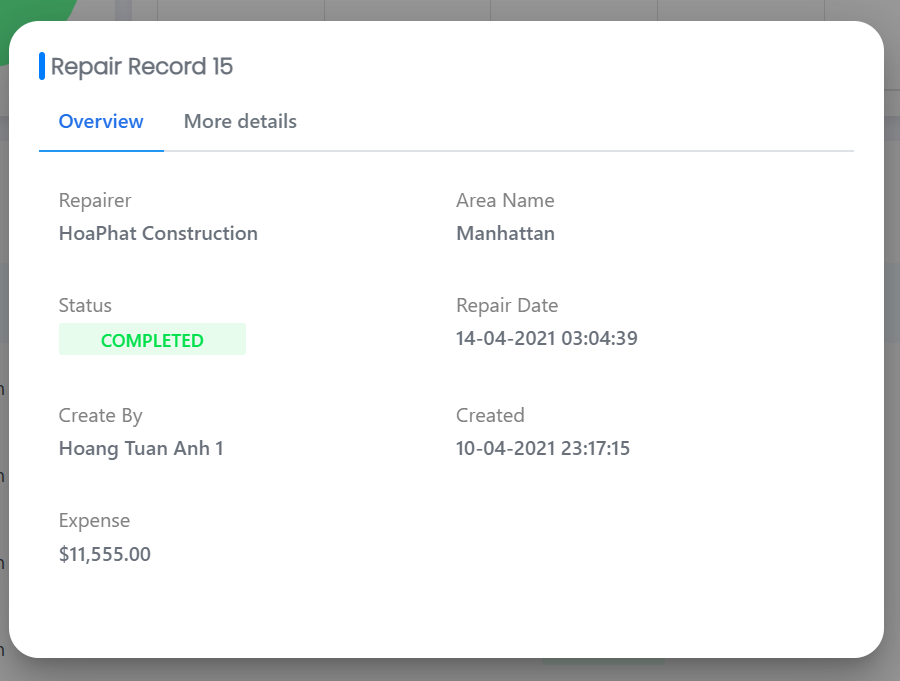 Repair Record 15
Overview More details
Repairer Area Name
HoaPhat Construction Manhattan
Status Repair Date
COMPLETED 14-04-2021 03:04:39
Create By Created
Hoang Tuan Anh 1 10-04-2021 23:17:15
Expense
$11,555.00